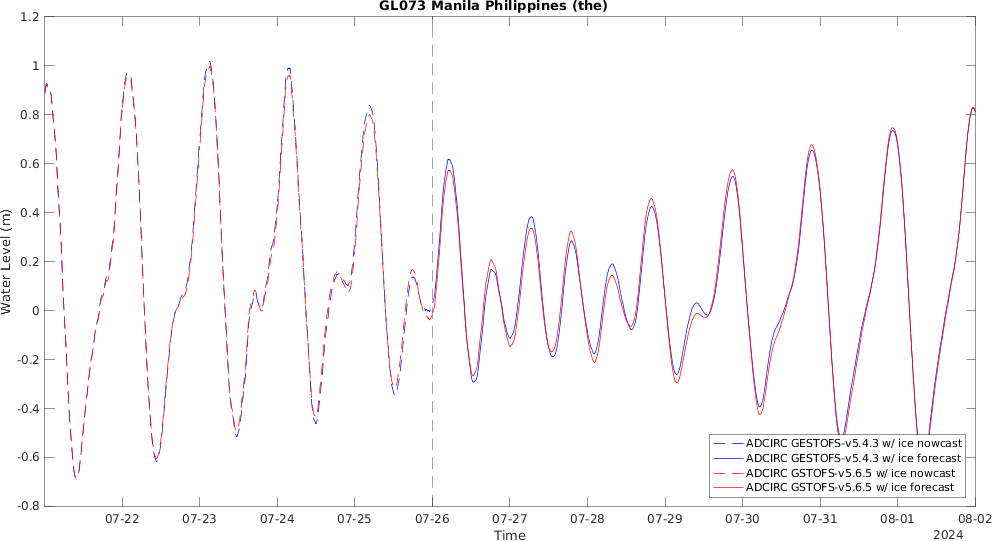 GL073 Manila Philippines (the)
1.2
1
0.8
0.6
0.4
0.2
0
-0.2
-0.4
-0.6
-0.8
Water Level (m)
ADCIRC GESTOFS-v5.4.3 w/ ice nowcast
ADCIRC GESTOFS-v5.4.3 w/ ice forecast
ADCIRC GSTOFS-v5.6.5 w/ ice nowcast
ADCIRC GSTOFS-v5.6.5 w/ ice forecast
07-22 07-23 07-24 07-25 07-26 07-27 07-28 07-29 07-30 07-31 08-01 08-02
Time
2024